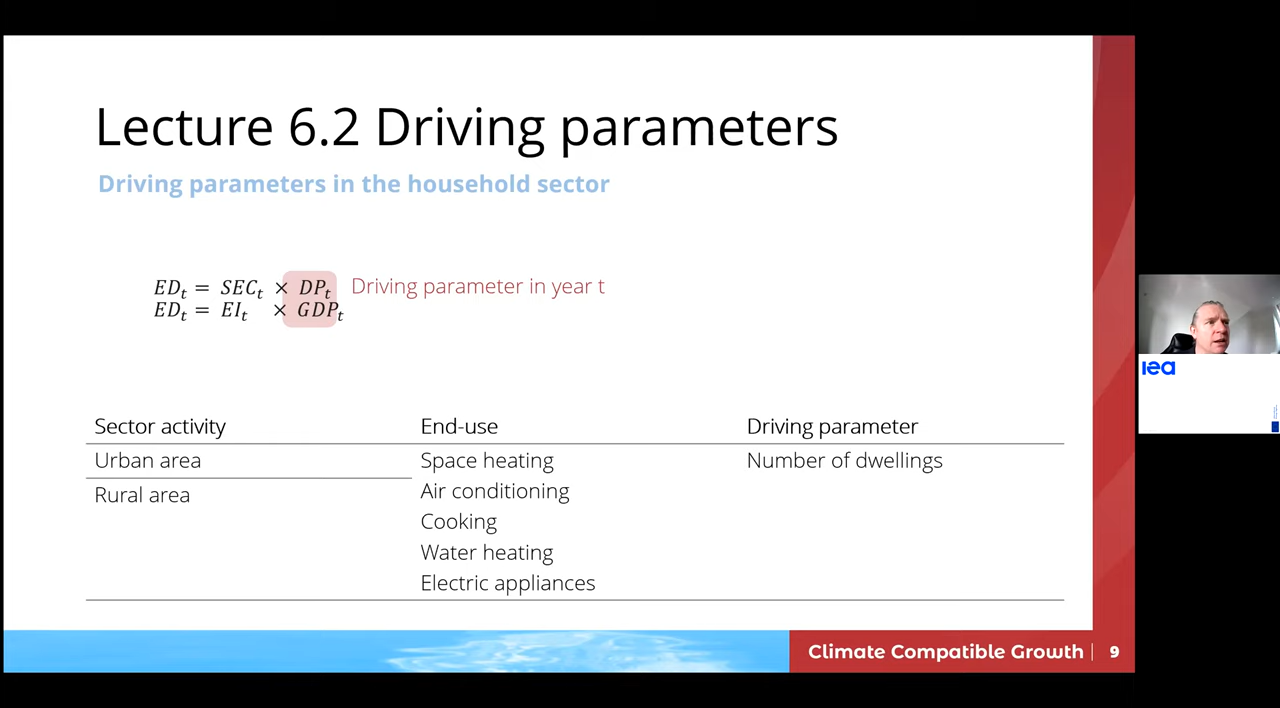 Lecture 6.2 Driving parameters
Driving parameters in the household sector
ED_t = SEC_t × DP_t Driving parameter in year t
ED_t = EI_t × GDP_t
Sector activity End-use Driving parameter
Urban area Space heating Number of dwellings
Rural area Air conditioning
Cooking
Water heating
Electric appliances
Climate Compatible Growth 9
iea